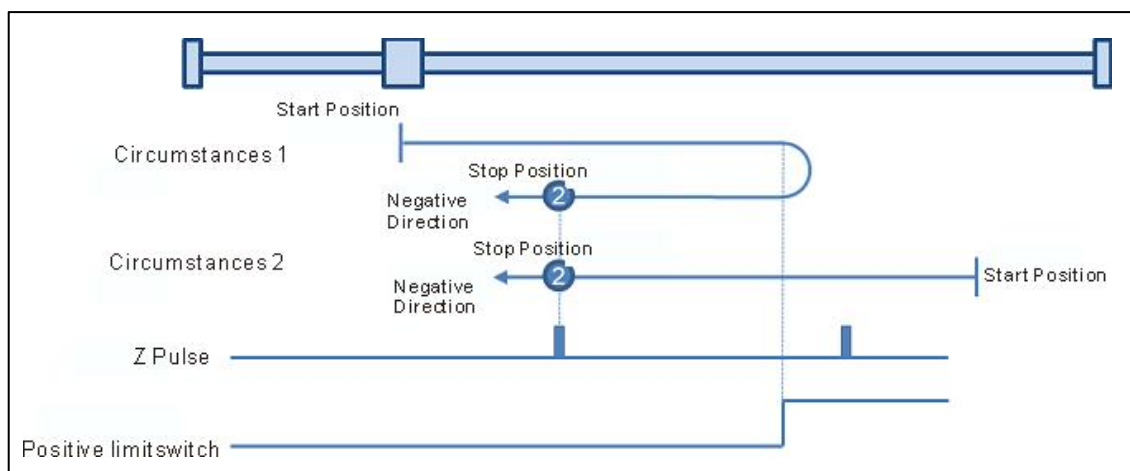 Start Position
Circumstances 1
Stop Position
2
Negative
Direction
Circumstances 2
Stop Position
2
Start Position
Negative
Direction
Z Pulse
Positive limitswitch